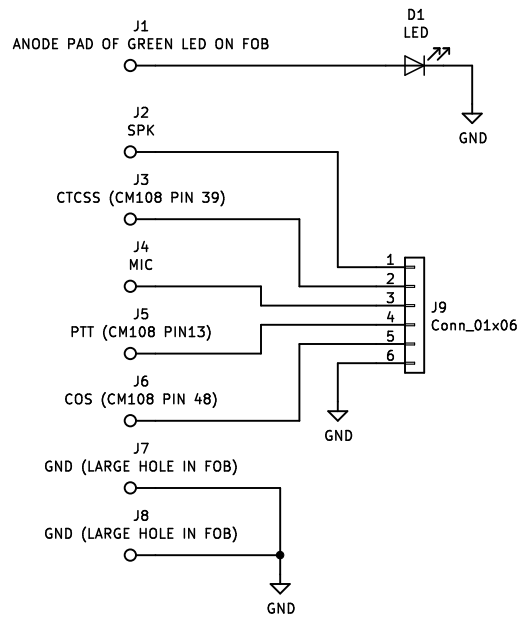 J1
ANODE PAD OF GREEN LED ON FOB
D1
LED
GND
J2
SPK
J3
CTCSS (CM108 PIN 39)
J4
MIC
J5
PTT (CM108 PIN13)
J6
COS (CM108 PIN 48)
1
2
3
4
5
6
J9
Conn_01x06
GND
J7
GND (LARGE HOLE IN FOB)
J8
GND (LARGE HOLE IN FOB)
GND